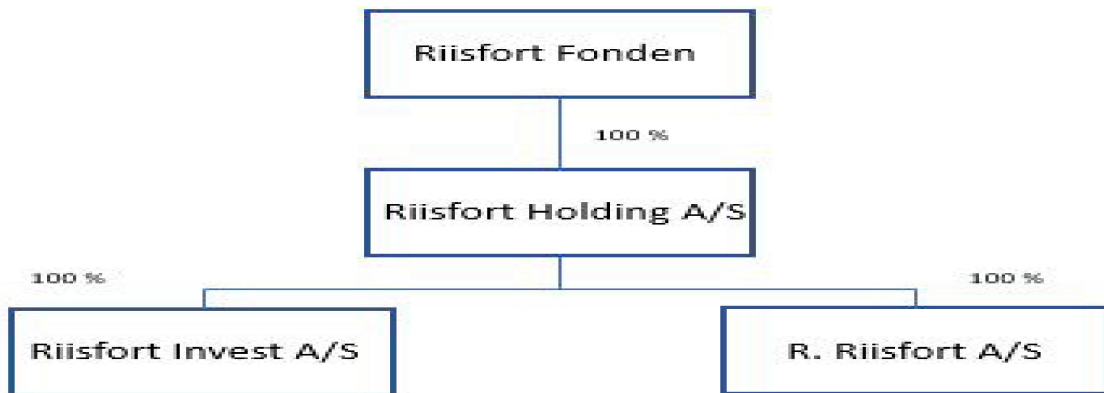 Riisfort Fonden
100 %
Riisfort Holding A/S
100 %
100 %
Riisfort Invest A/S
R. Riisfort A/S